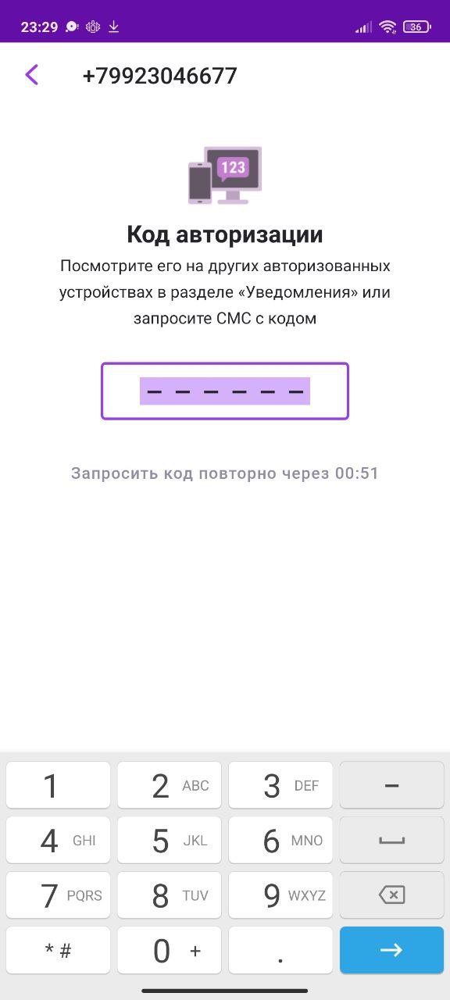 23:29 36
+79923046677
123
Код авторизации
Посмотрите его на других авторизованных
устройствах в разделе «Уведомления» или
запросите СМС с кодом
– – – – – –
Запросить код повторно через 00:51
1 2 ABC 3 DEF –
4 GHI 5 JKL 6 MNO
7 PQRS 8 TUV 9 WXYZ
* # 0 + .